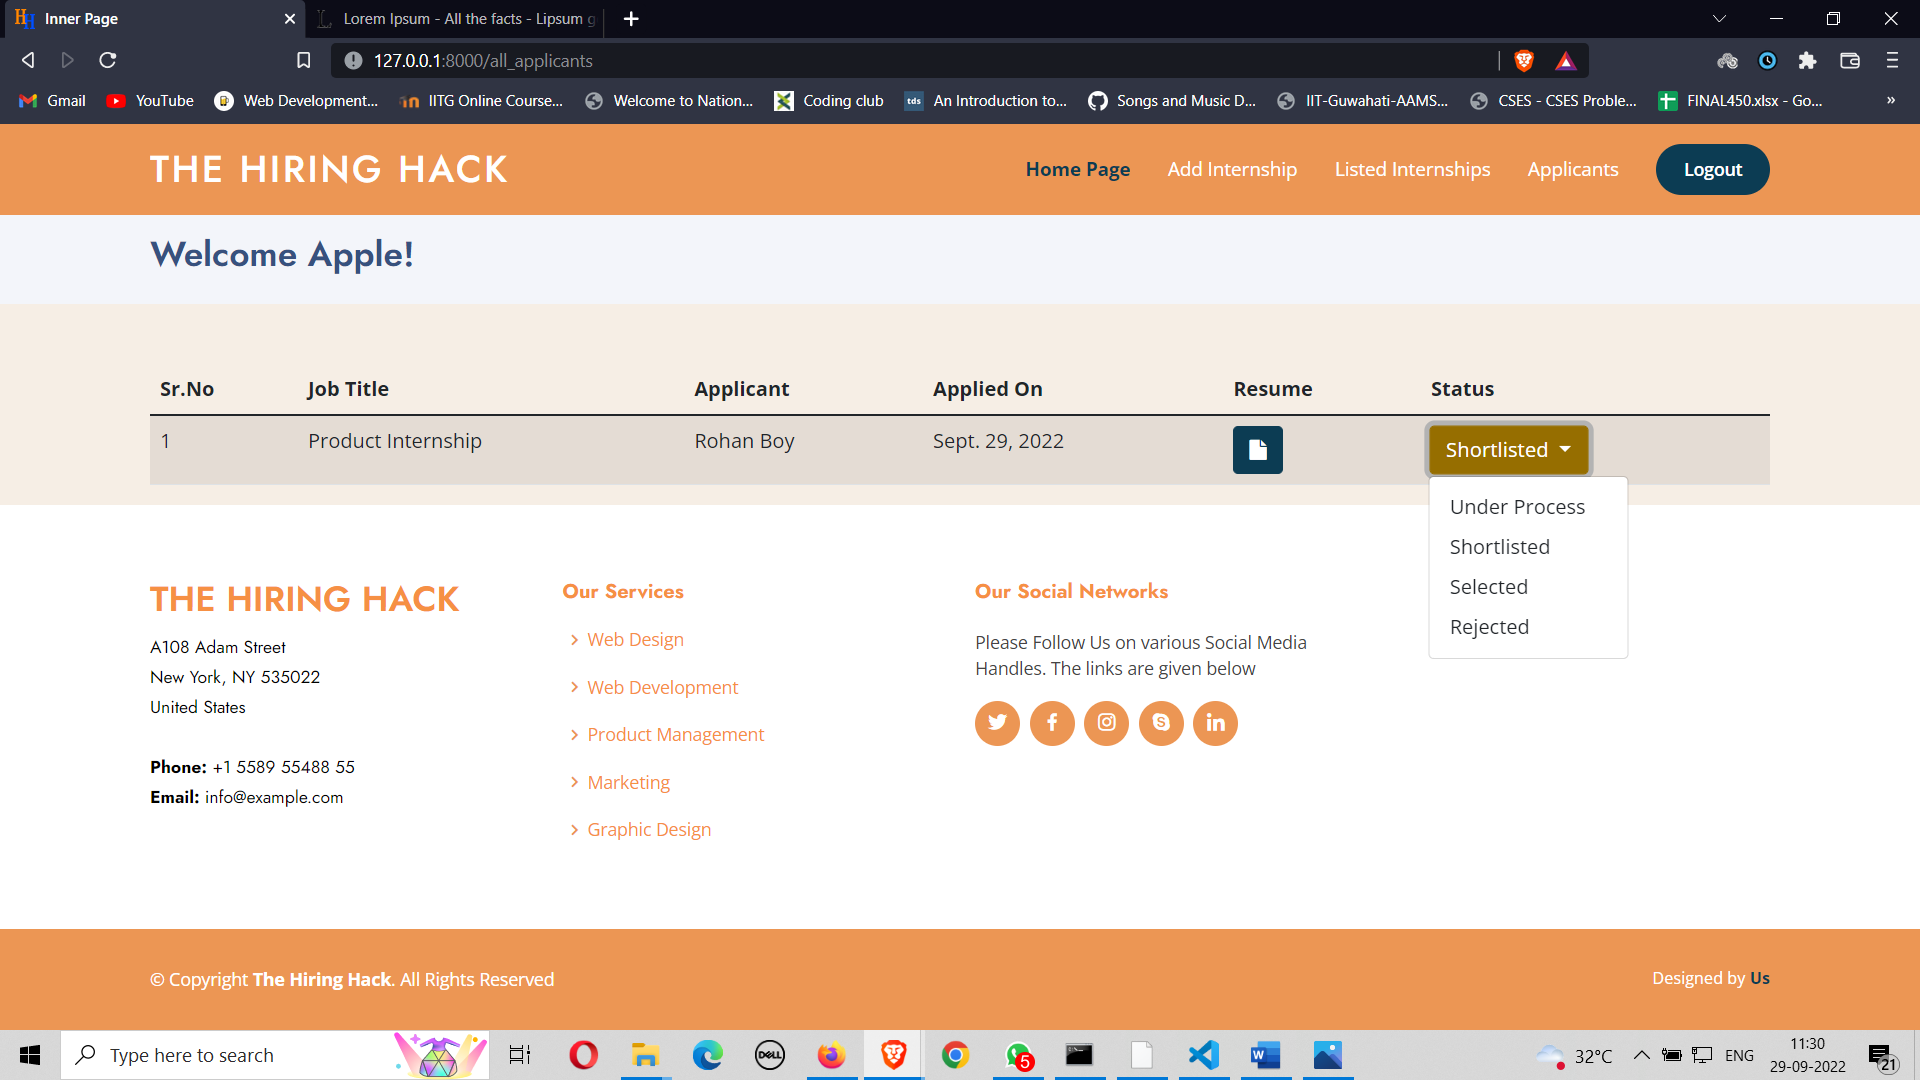 Inner Page
Lorem Ipsum - All the facts - Lipsum g
127.0.0.1:8000/all_applicants
Gmail
YouTube
Web Development...
IITG Online Course...
Welcome to Nation...
Coding club
tds
An Introduction to...
Songs and Music D...
IIT-Guwahati-AAMS...
CSES - CSES Proble...
FINAL450.xlsx - Go...
»
THE HIRING HACK
Home Page
Add Internship
Listed Internships
Applicants
Logout
Welcome Apple!
Sr.No Job Title Applicant Applied On Resume Status
1 Product Internship Rohan Boy Sept. 29, 2022 Shortlisted
Under Process
Shortlisted
Selected
Rejected
THE HIRING HACK
A108 Adam Street
New York, NY 535022
United States
Phone: +1 5589 55488 55
Email: info@example.com
Our Services
Web Design
Web Development
Product Management
Marketing
Graphic Design
Our Social Networks
Please Follow Us on various Social Media
Handles. The links are given below
© Copyright The Hiring Hack. All Rights Reserved
Designed by Us
Type here to search
DELL
5
32°C
ENG
11:30
29-09-2022
21